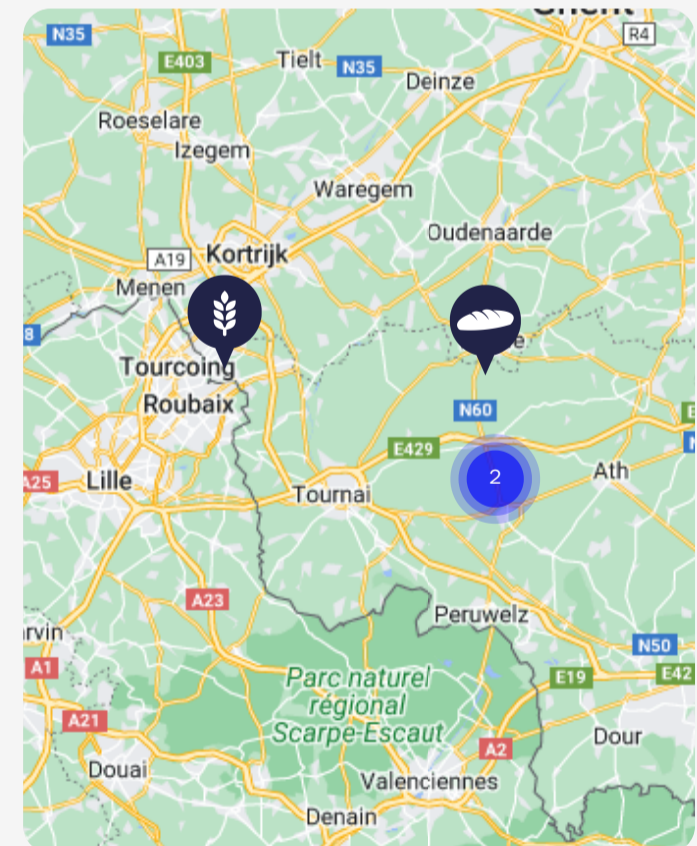 N35
R4
E403
Tielt
N35
Deinze
Roeselare
Izegem
Waregem
Oudenaarde
Kortrijk
A19
Menen
8
Tourcoing
Roubaix
N60
E429
Ath
A25
Lille
2
Tournai
A23
Peruwelz
rvin
N50
A1
E19
E42
Parc naturel
régional
Scarpe-Escaut
A21
A2
Dour
Douai
Valenciennes
Denain